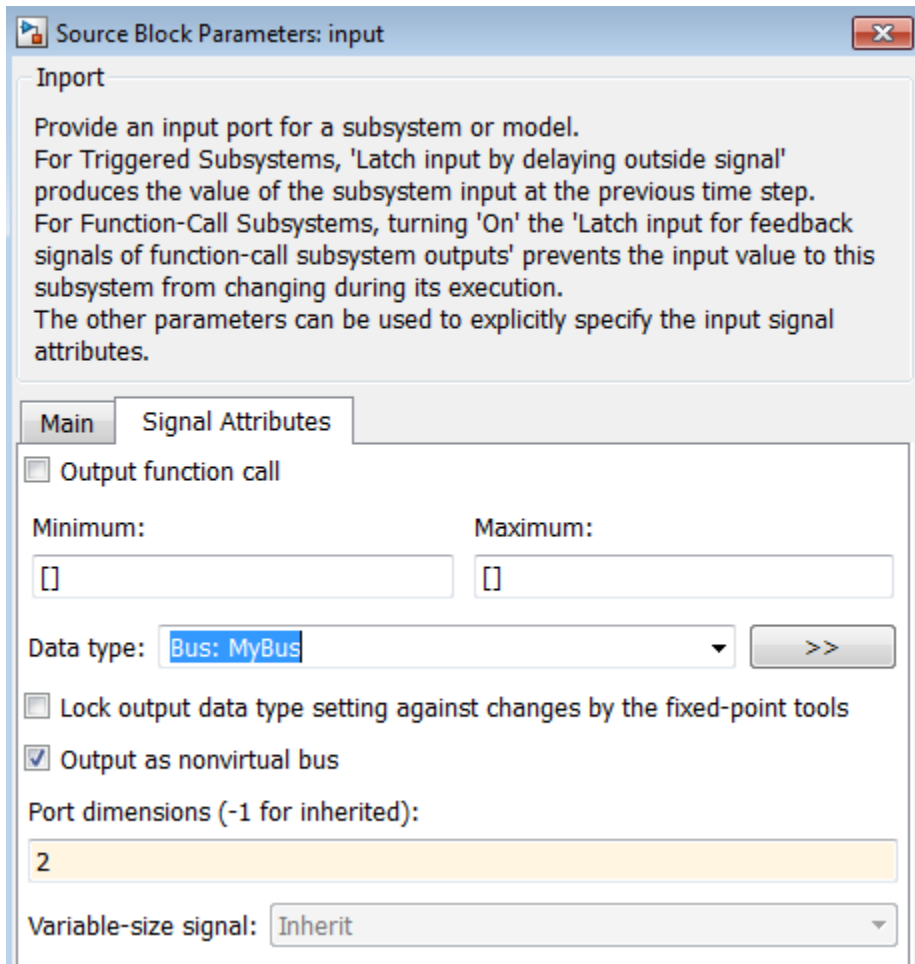 Source Block Parameters: input
Inport
Provide an input port for a subsystem or model.
For Triggered Subsystems, 'Latch input by delaying outside signal'
produces the value of the subsystem input at the previous time step.
For Function-Call Subsystems, turning 'On' the 'Latch input for feedback
signals of function-call subsystem outputs' prevents the input value to this
subsystem from changing during its execution.
The other parameters can be used to explicitly specify the input signal
attributes.
Main Signal Attributes
Output function call
Minimum: Maximum:
[] []
Data type: Bus: MyBus >>
Lock output data type setting against changes by the fixed-point tools
Output as nonvirtual bus
Port dimensions (-1 for inherited):
2
Variable-size signal: Inherit